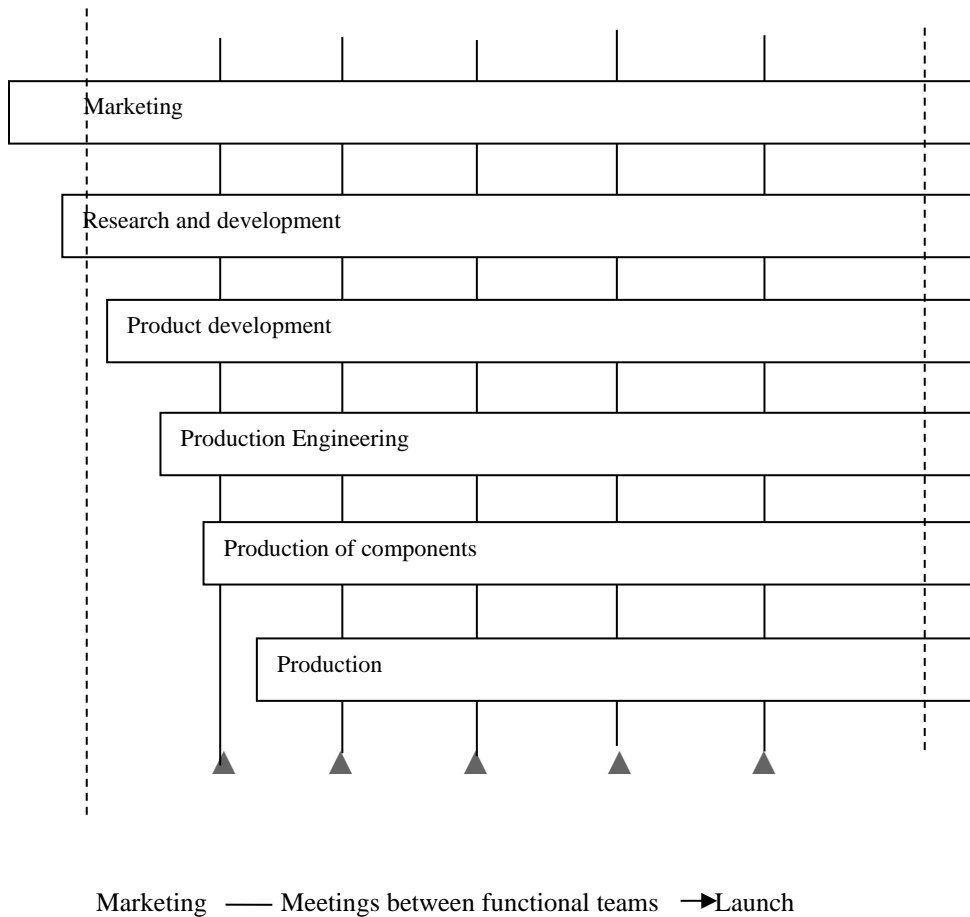 Marketing
Research and development
Product development
Production Engineering
Production of components
Production
Marketing Meetings between functional teams Launch